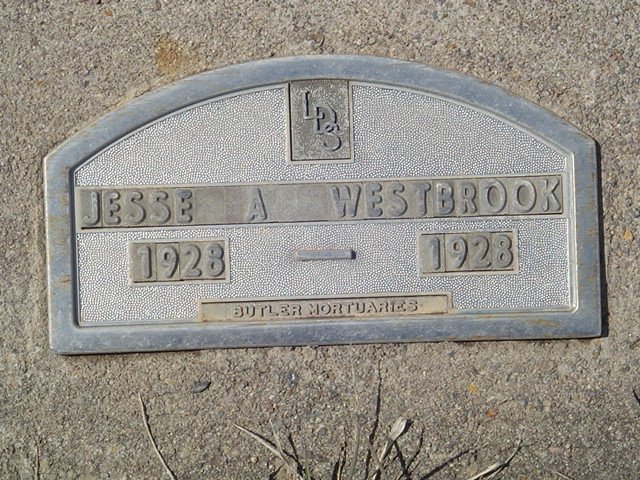 LDS
JESSE A WESTBROOK
1928 — 1928
BUTLER MORTUARIES